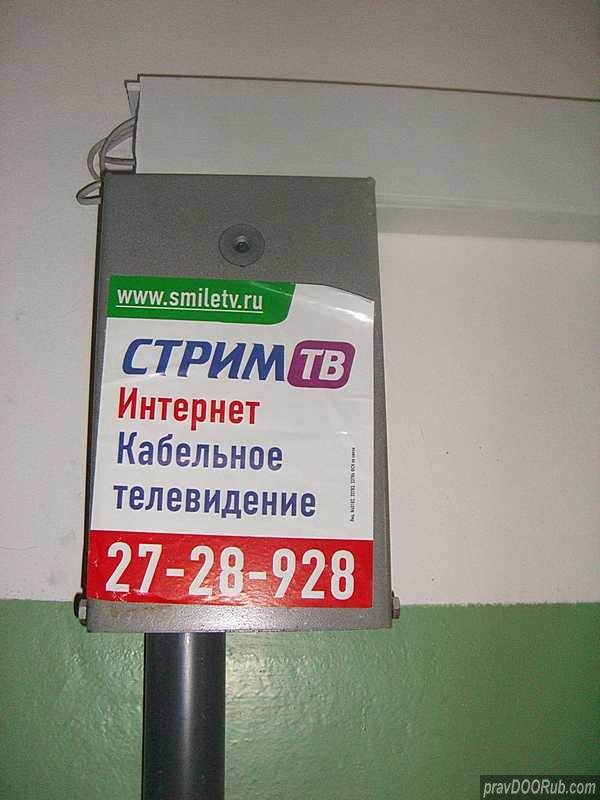 www.smiletv.ru
СТРИМ ТВ
Интернет
Кабельное
телевидение
27-28-928
pravDOORub.com